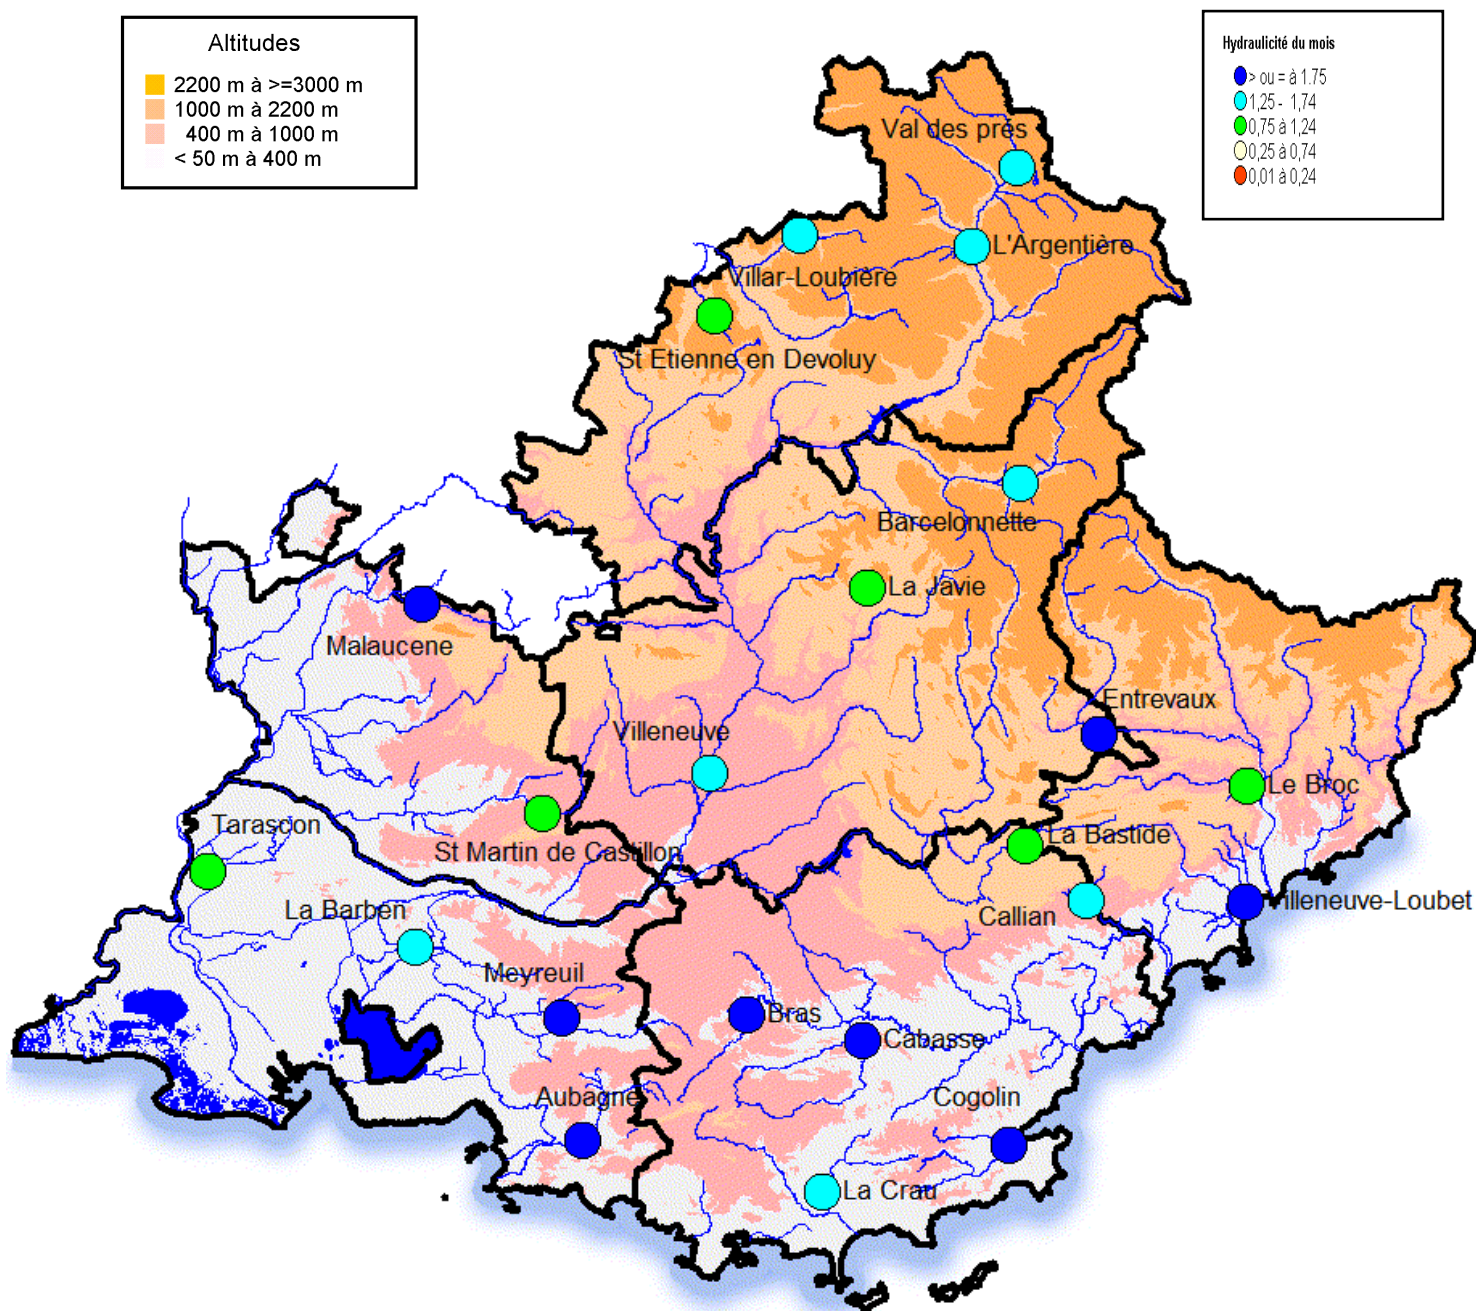 Altitudes
2200 m à >=3000 m
1000 m à 2200 m
400 m à 1000 m
< 50 m à 400 m
Hydraulicité du mois
> ou = à 1.75
1,25 - 1,74
0,75 à 1,24
0,25 à 0,74
0,01 à 0,24
Val des prés
L'Argentière
Villar-Loubière
St Etienne en Devoluy
Barcelonnette
La Javie
Malaucene
Entrevaux
Villeneuve
Le Broc
Tarascon
La Bastide
St Martin de Castillon
La Barben
Callian
Villeneuve-Loubet
Meyreuil
Bras
Cabasse
Aubagne
Cogolin
La Crau